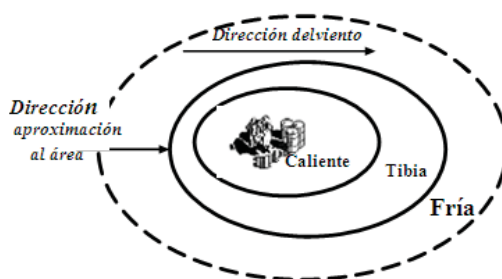 Dirección delviento
Dirección
aproximación
al área
Caliente
Tibia
Fría